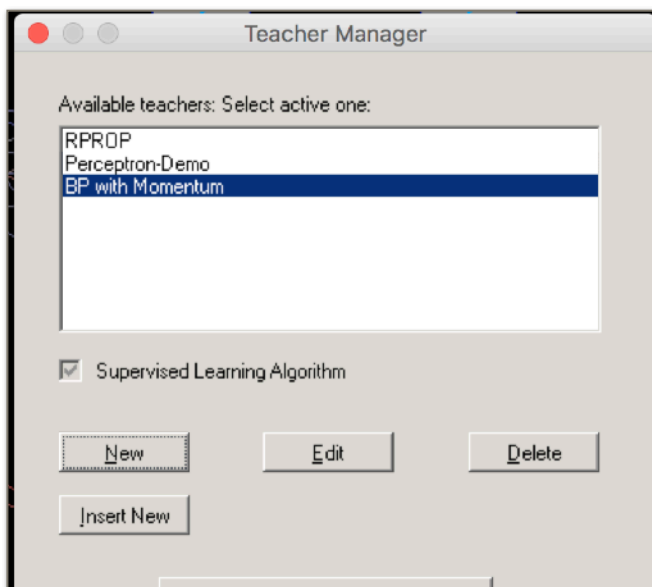 Teacher Manager
Available teachers: Select active one:
RPROP
Perceptron-Demo
BP with Momentum
Supervised Learning Algorithm
New Edit Delete
Insert New